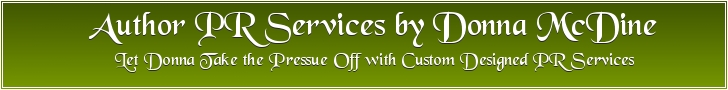 Author PR Services by Donna McDine
Let Donna Take the Pressue Off with Custom Designed PR Services